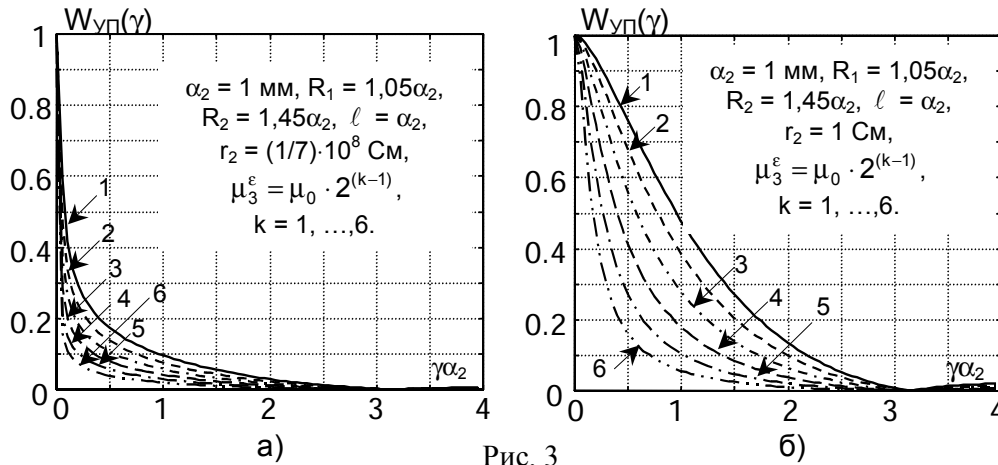 W_УП(γ)
1
0.8
0.6
0.4
0.2
0
α₂ = 1 мм, R₁ = 1,05α₂,
R₂ = 1,45α₂, ℓ = α₂,
r₂ = (1/7)·10⁸ См,
μ₃^ε = μ₀ · 2^(k–1),
k = 1, …,6.
1
2
3
4
6
5
γα₂
0 1 2 3 4
а)
W_УП(γ)
1
0.8
0.6
0.4
0.2
0
α₂ = 1 мм, R₁ = 1,05α₂,
R₂ = 1,45α₂, ℓ = α₂,
r₂ = 1 См,
μ₃^ε = μ₀ · 2^(k–1),
k = 1, …,6.
1
2
3
4
5
6
γα₂
0 1 2 3 4
б)
Рис. 3